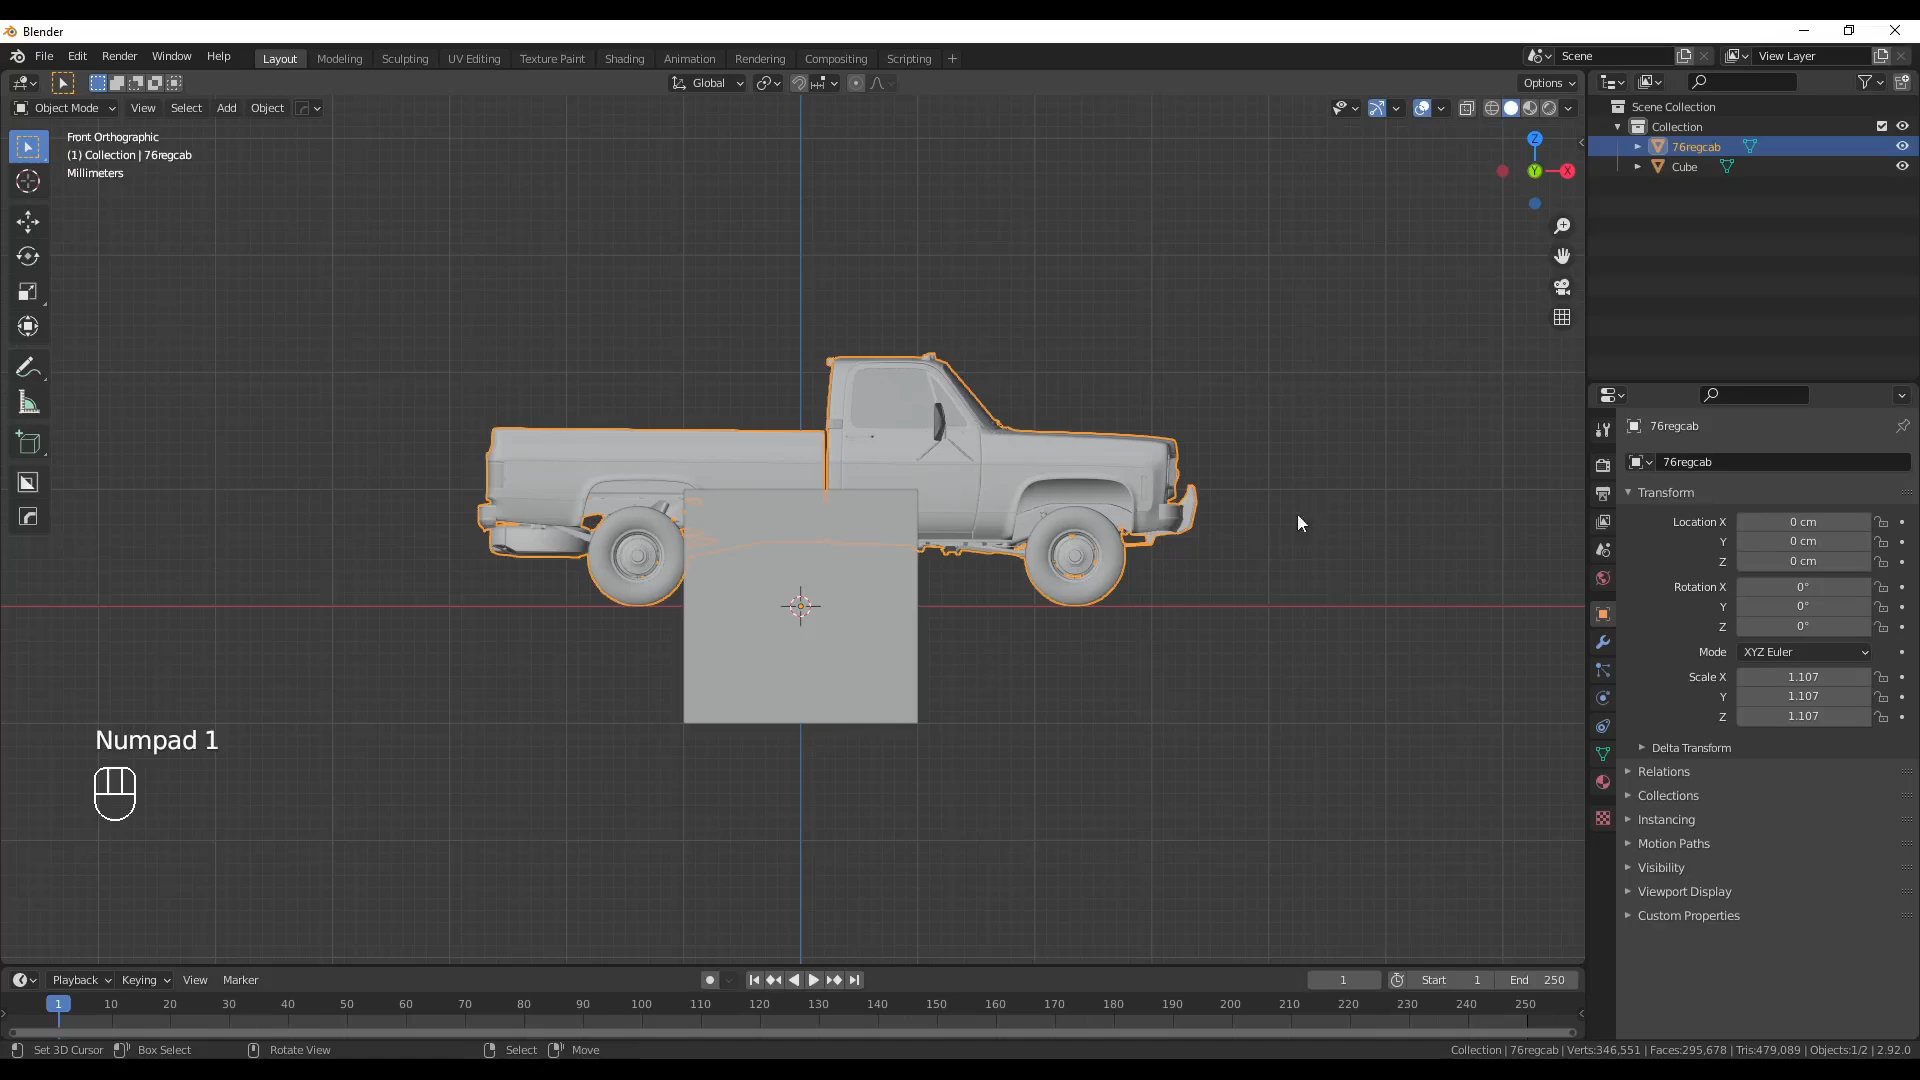 Blender
File Edit Render Window Help Layout Modeling Sculpting UV Editing Texture Paint Shading Animation Rendering Compositing Scripting + Scene View Layer
Global Options
Object Mode View Select Add Object
Front Orthographic
(1) Collection | 76regcab
Millimeters
Z
Y
X
Scene Collection
Collection
76regcab
Cube
76regcab
76regcab
Transform
Location X 0 cm
Y 0 cm
Z 0 cm
Rotation X 0°
Y 0°
Z 0°
Mode XYZ Euler
Scale X 1.107
Y 1.107
Z 1.107
Delta Transform
Relations
Collections
Instancing
Motion Paths
Visibility
Viewport Display
Custom Properties
Numpad 1
Playback Keying View Marker 1 Start 1 End 250
1 10 20 30 40 50 60 70 80 90 100 110 120 130 140 150 160 170 180 190 200 210 220 230 240 250
Set 3D Cursor Box Select Rotate View Select Move Collection | 76regcab | Verts:346,551 | Faces:295,678 | Tris:479,089 | Objects:1/2 | 2.92.0